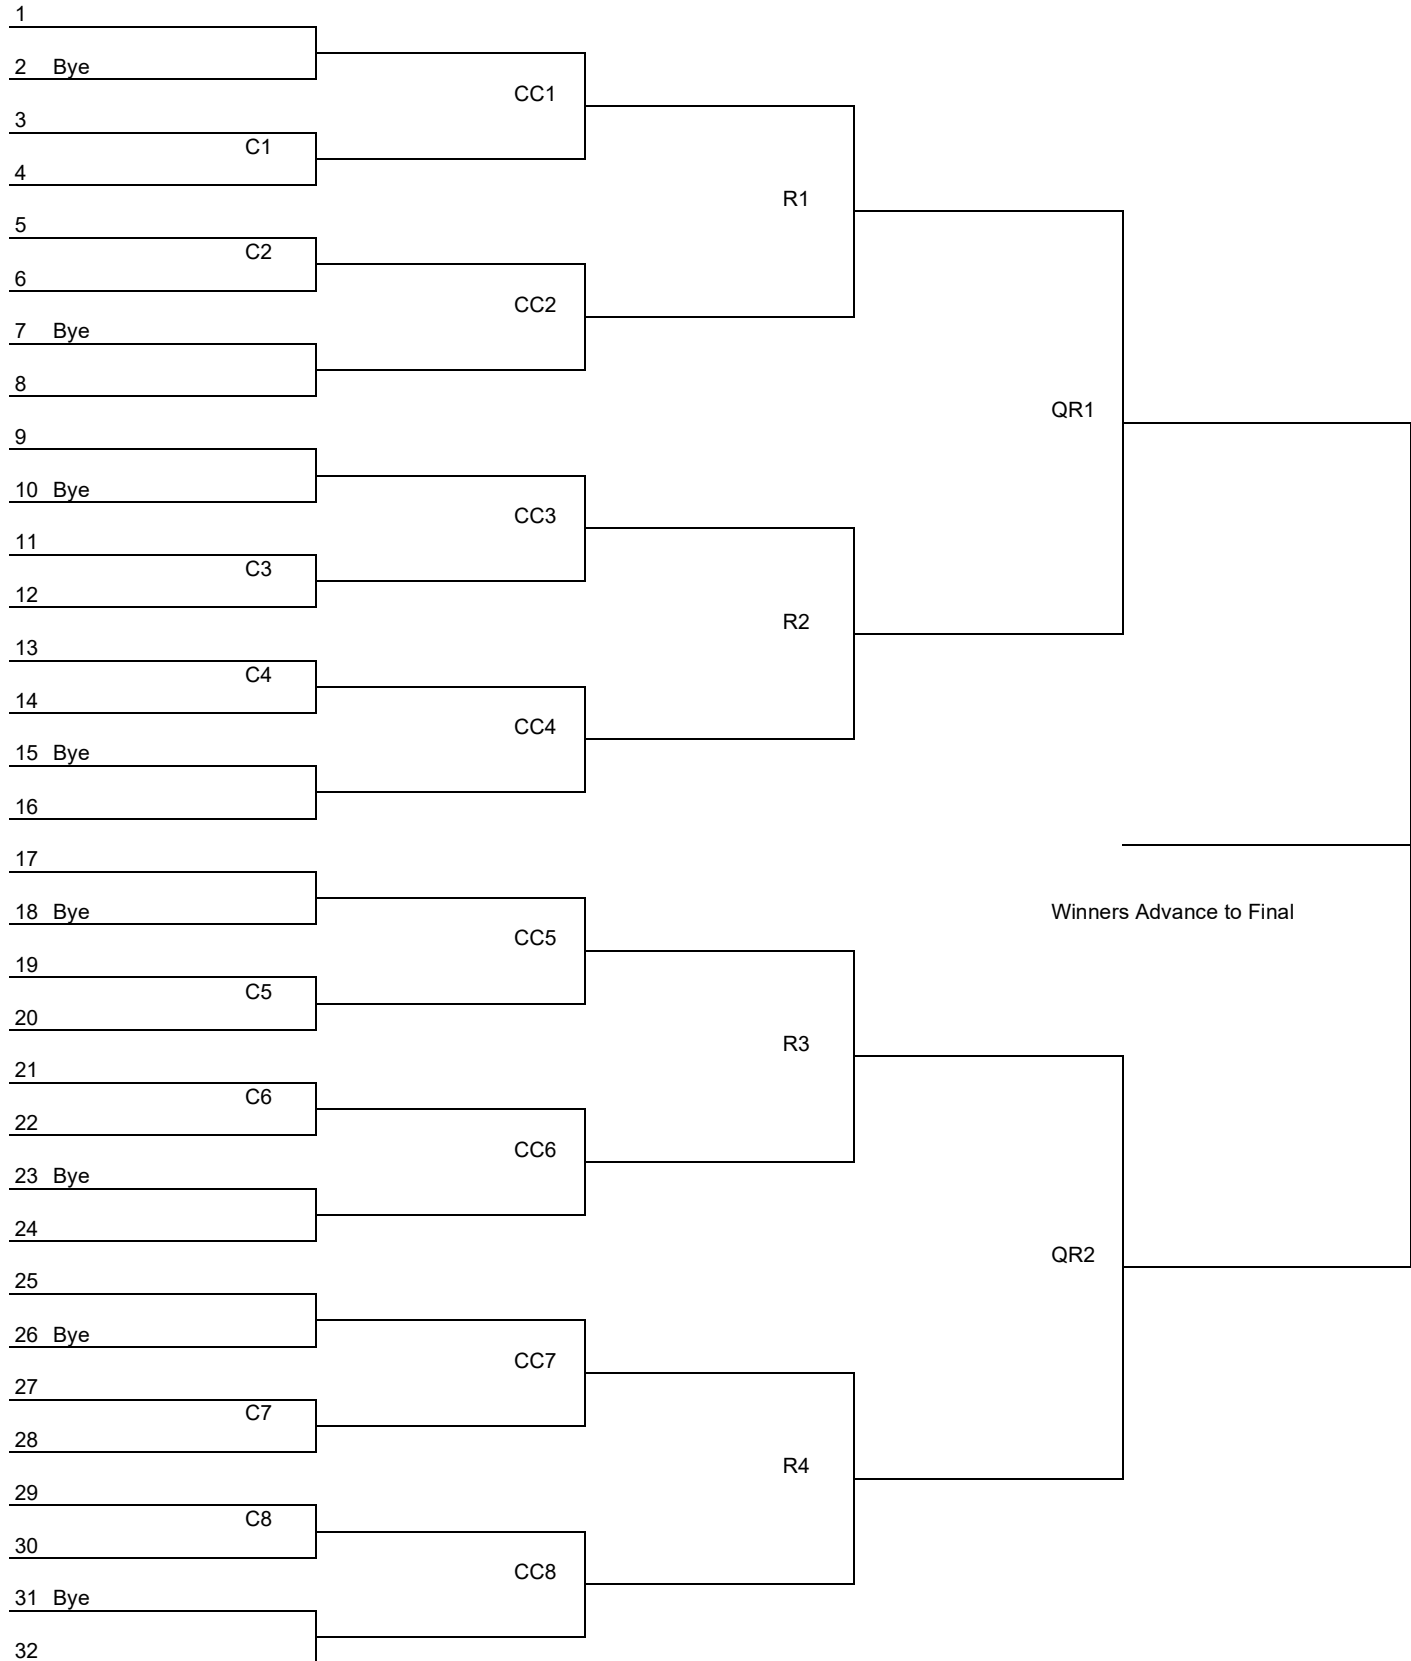 1
2 Bye
CC1
3
C1
4
R1
5
C2
6
CC2
7 Bye
8
QR1
9
10 Bye
CC3
11
C3
12
R2
13
C4
14
CC4
15 Bye
16
17
18 Bye
Winners Advance to Final
CC5
19
C5
20
R3
21
C6
22
CC6
23 Bye
24
QR2
25
26 Bye
CC7
27
C7
28
R4
29
C8
30
CC8
31 Bye
32